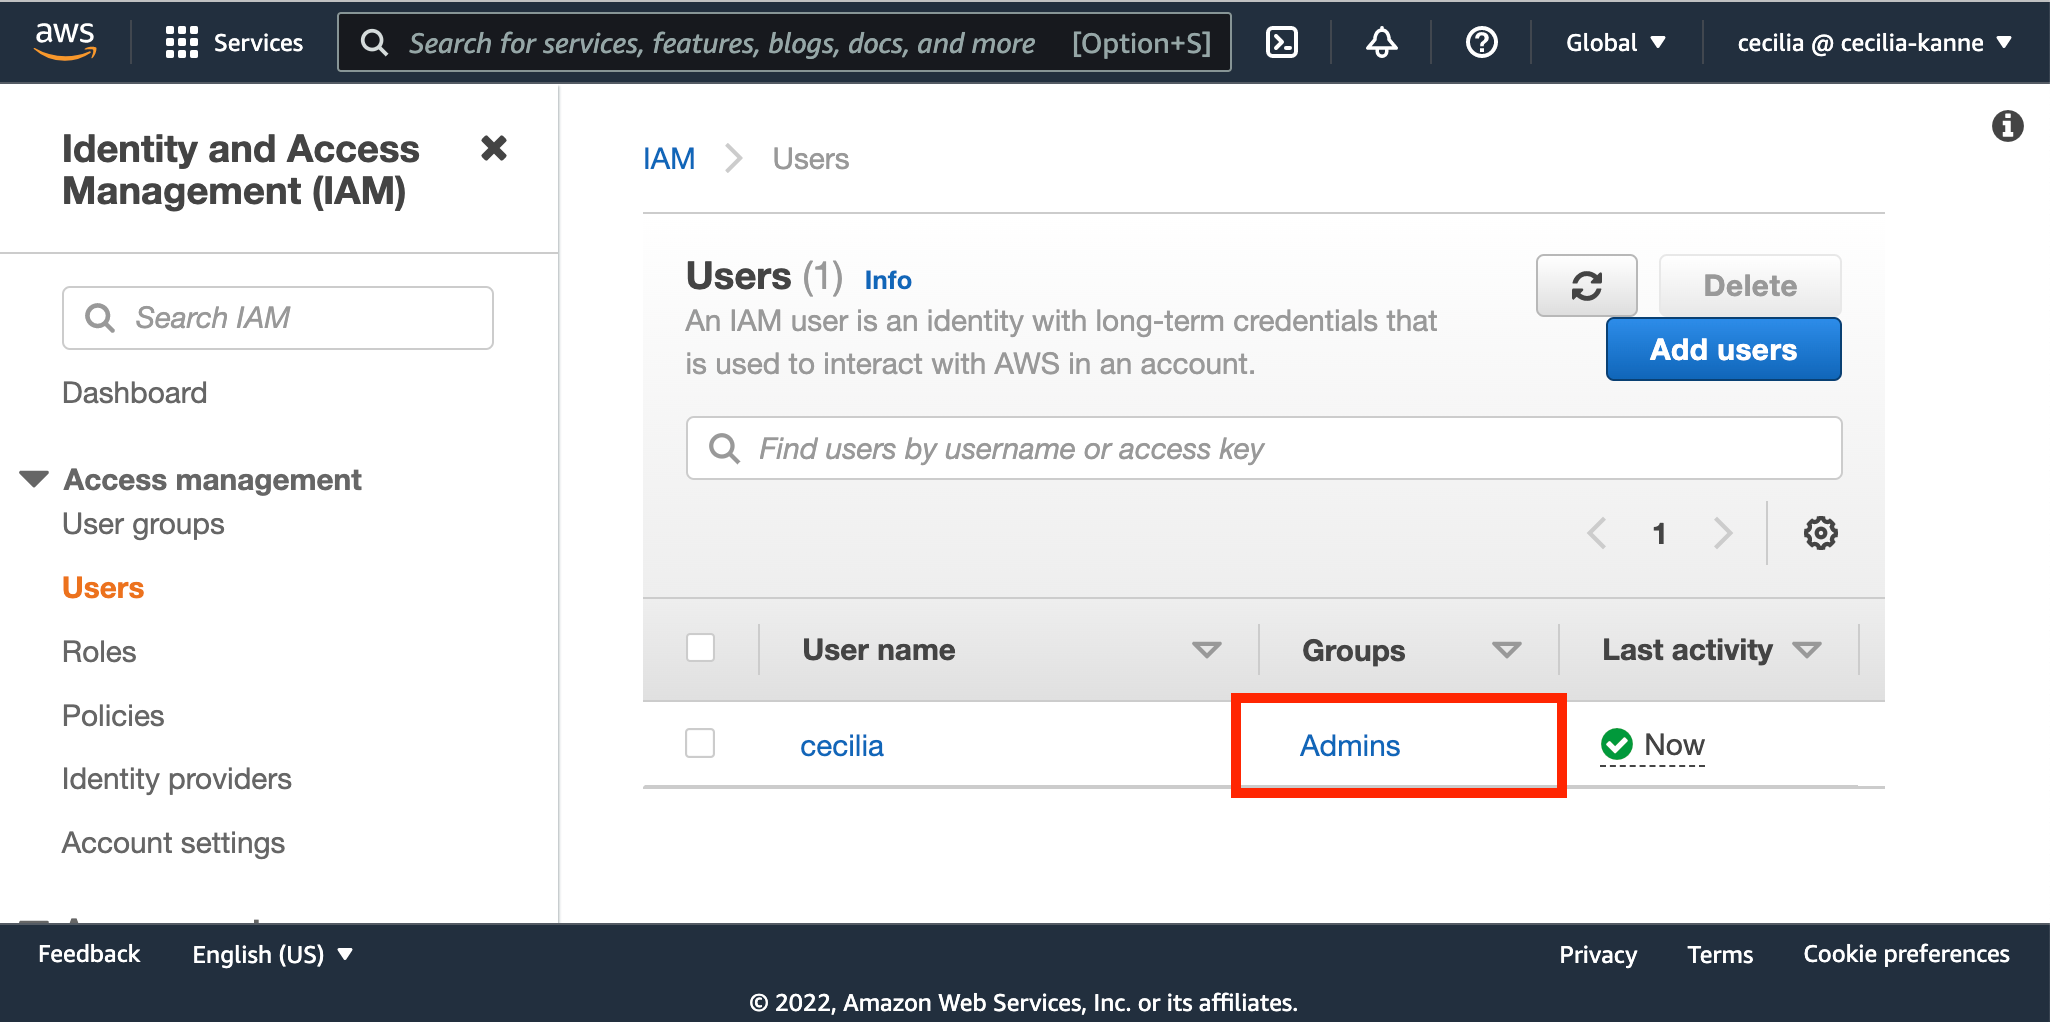 aws
Services
Search for services, features, blogs, docs, and more [Option+S]
Global
cecilia @ cecilia-kanne
Identity and Access
Management (IAM)
Search IAM
Dashboard
Access management
User groups
Users
Roles
Policies
Identity providers
Account settings
IAM
Users
Users (1) Info
An IAM user is an identity with long-term credentials that
is used to interact with AWS in an account.
Delete
Add users
Find users by username or access key
1
User name Groups Last activity
cecilia Admins Now
Feedback English (US) Privacy Terms Cookie preferences
© 2022, Amazon Web Services, Inc. or its affiliates.